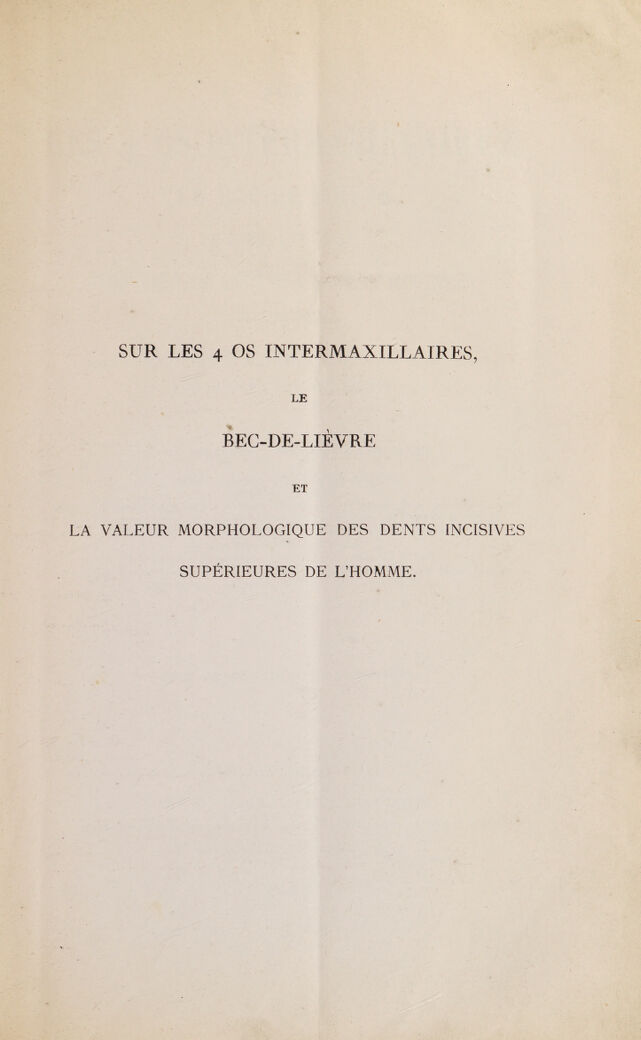 SUR LES 4 OS INTERMAXILLAIRES,
LE
BEC-DE-LIÈVRE
ET
LA VALEUR MORPHOLOGIQUE DES DENTS INCISIVES
SUPÉRIEURES DE L'HOMME.